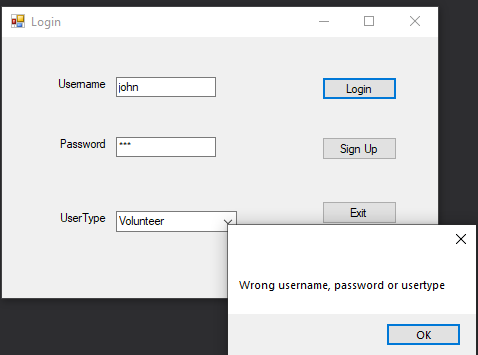 Login
Username john Login
Password *** Sign Up
UserType Volunteer Exit
Wrong username, password or usertype
OK